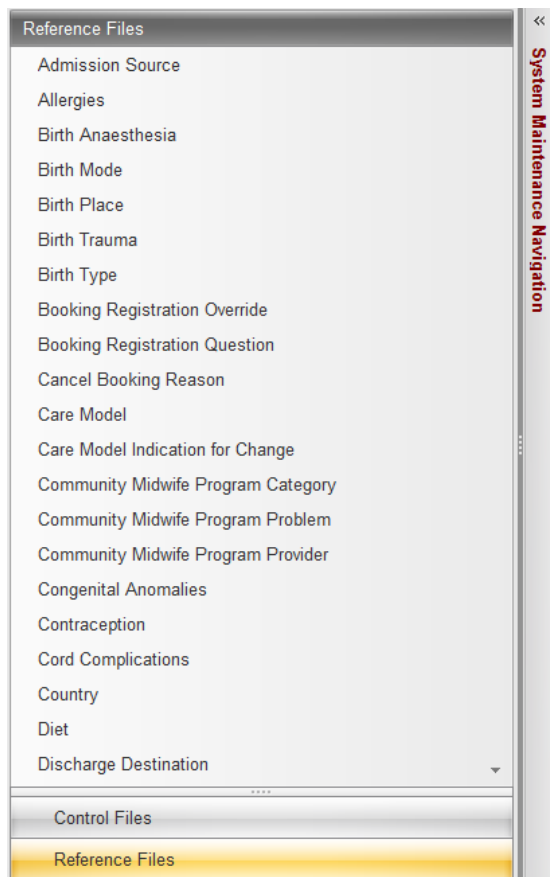 Reference Files
Admission Source
Allergies
Birth Anaesthesia
Birth Mode
Birth Place
Birth Trauma
Birth Type
Booking Registration Override
Booking Registration Question
Cancel Booking Reason
Care Model
Care Model Indication for Change
Community Midwife Program Category
Community Midwife Program Problem
Community Midwife Program Provider
Congenital Anomalies
Contraception
Cord Complications
Country
Diet
Discharge Destination
Control Files
Reference Files
«
System Maintenance Navigation